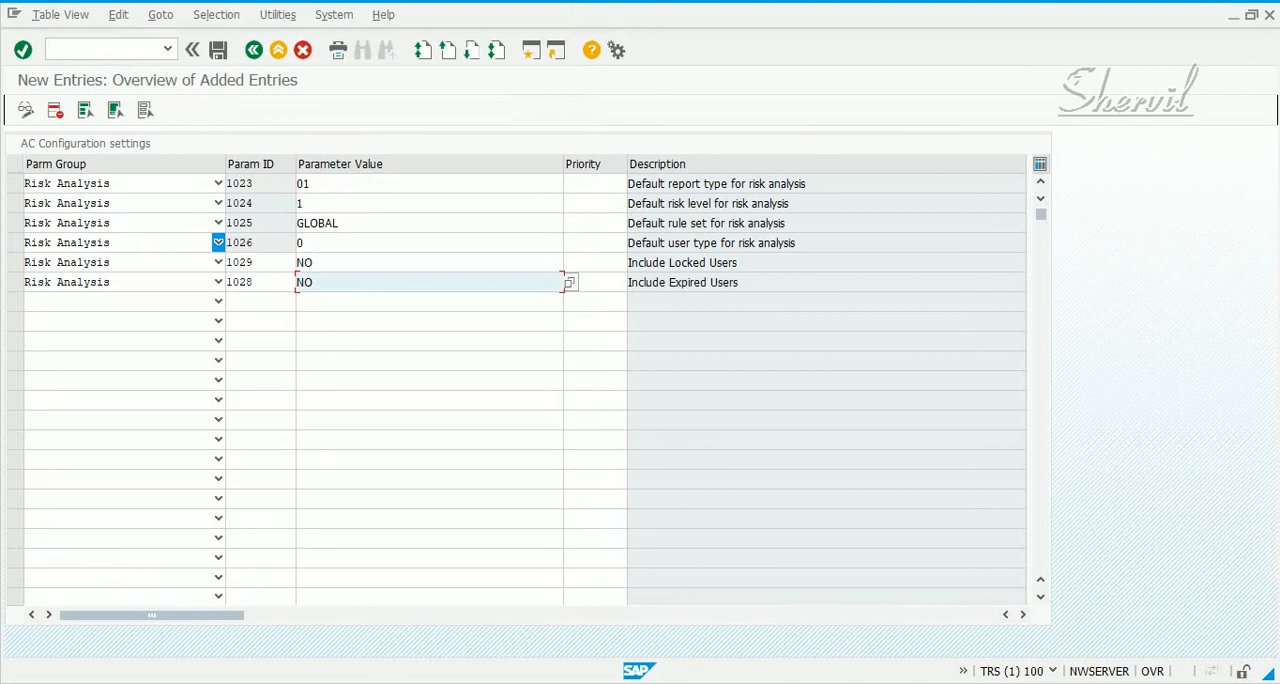 Table View Edit Goto Selection Utilities System Help
New Entries: Overview of Added Entries
Shervil
AC Configuration settings
Parm Group Param ID Parameter Value Priority Description
Risk Analysis 1023 01 Default report type for risk analysis
Risk Analysis 1024 1 Default risk level for risk analysis
Risk Analysis 1025 GLOBAL Default rule set for risk analysis
Risk Analysis 1026 0 Default user type for risk analysis
Risk Analysis 1029 NO Include Locked Users
Risk Analysis 1028 NO Include Expired Users
SAP TRS (1) 100 NWSERVER OVR